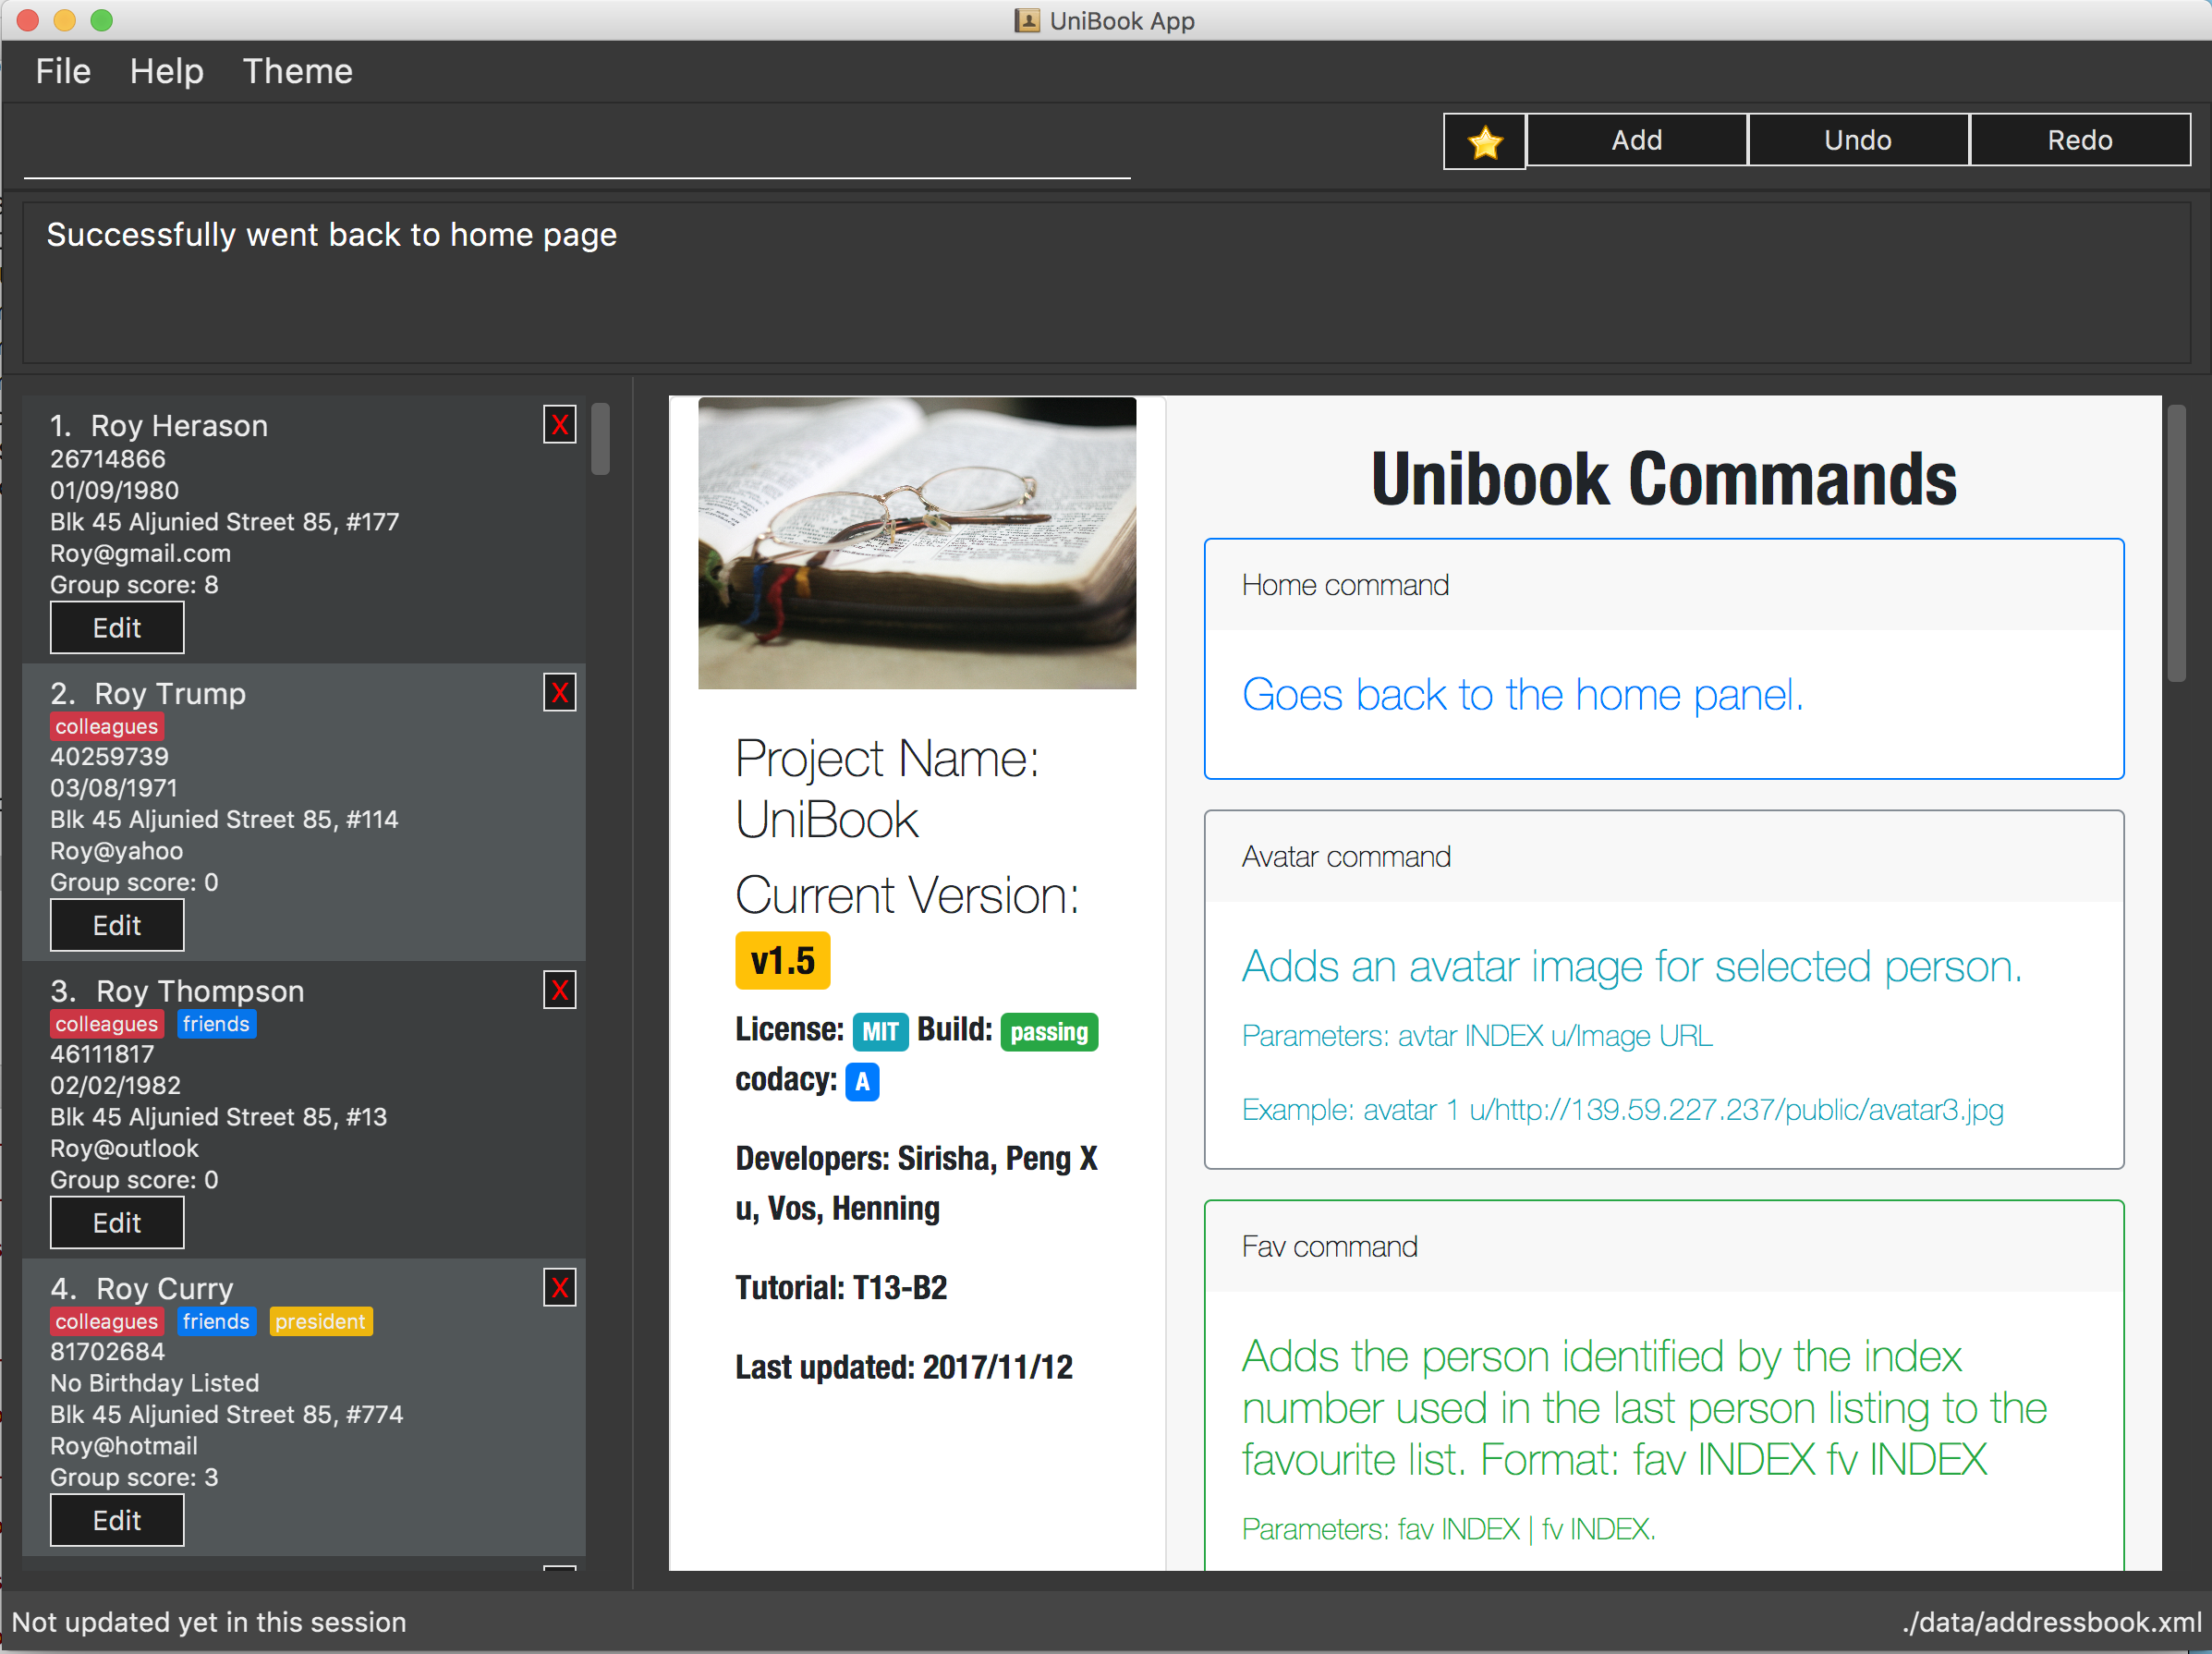 UniBook App
File Help Theme
Add Undo Redo
Successfully went back to home page
1. Roy Herason
X
26714866
01/09/1980
Blk 45 Aljunied Street 85, #177
Roy@gmail.com
Group score: 8
Edit
2. Roy Trump
X
colleagues
40259739
03/08/1971
Blk 45 Aljunied Street 85, #114
Roy@yahoo
Group score: 0
Edit
3. Roy Thompson
X
colleagues friends
46111817
02/02/1982
Blk 45 Aljunied Street 85, #13
Roy@outlook
Group score: 0
Edit
4. Roy Curry
X
colleagues friends president
81702684
No Birthday Listed
Blk 45 Aljunied Street 85, #774
Roy@hotmail
Group score: 3
Edit
Project Name:
UniBook
Current Version:
v1.5
License: MIT Build: passing
codacy: A
Developers: Sirisha, Peng X
u, Vos, Henning
Tutorial: T13-B2
Last updated: 2017/11/12
Unibook Commands
Home command
Goes back to the home panel.
Avatar command
Adds an avatar image for selected person.
Parameters: avtar INDEX u/Image URL
Example: avatar 1 u/http://139.59.227.237/public/avatar3.jpg
Fav command
Adds the person identified by the index
number used in the last person listing to the
favourite list. Format: fav INDEX fv INDEX
Parameters: fav INDEX | fv INDEX.
Not updated yet in this session
./data/addressbook.xml